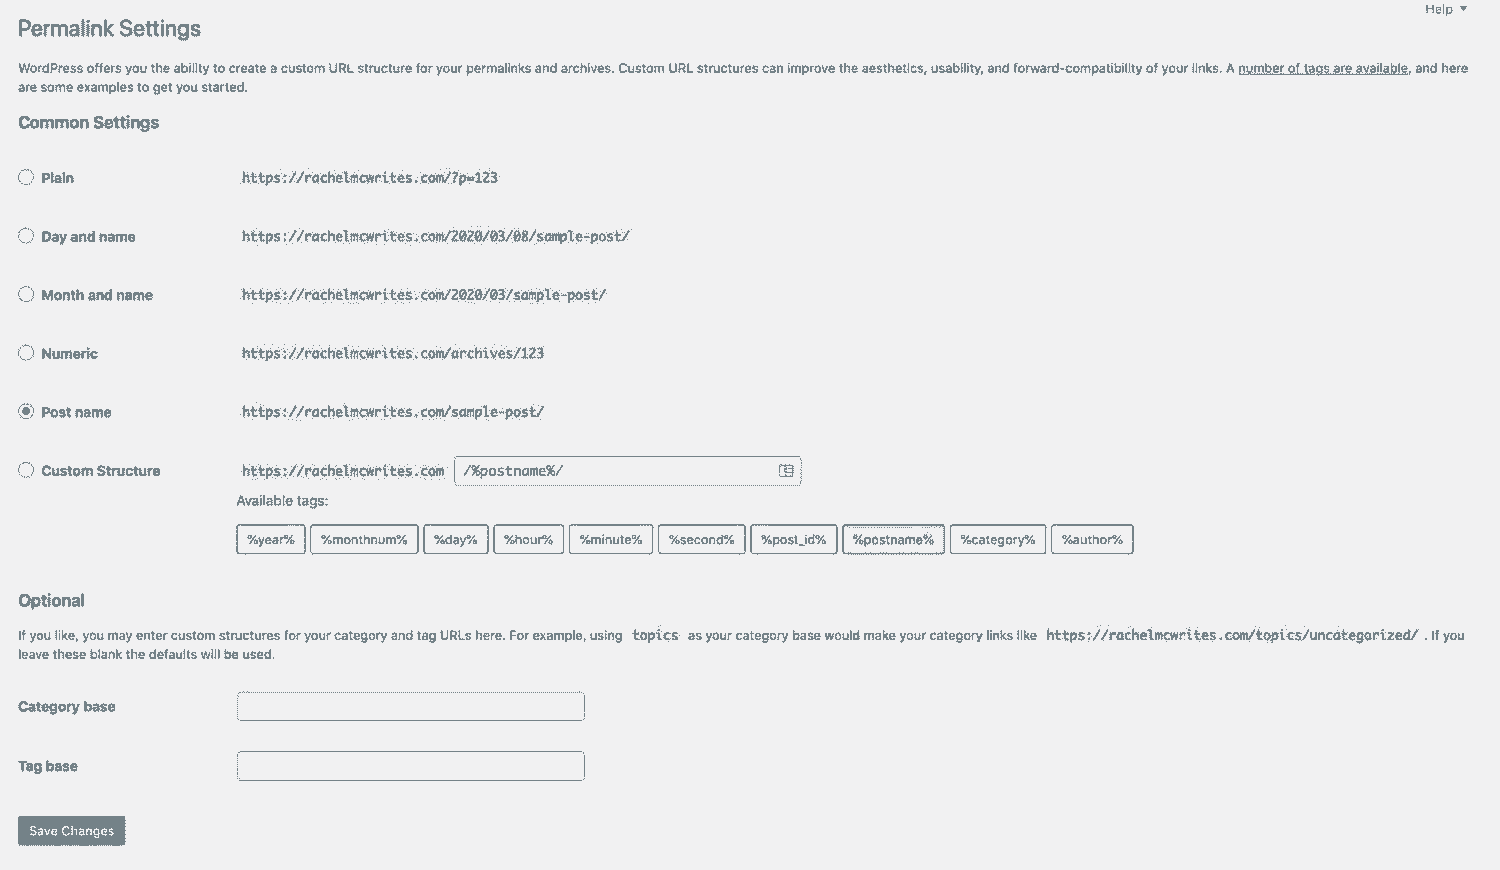 Help ▼
Permalink Settings
WordPress offers you the ability to create a custom URL structure for your permalinks and archives. Custom URL structures can improve the aesthetics, usability, and forward-compatibility of your links. A number of tags are available, and here
are some examples to get you started.
Common Settings
Plain https://rachelmcwrites.com/?p=123
Day and name https://rachelmcwrites.com/2020/03/08/sample-post/
Month and name https://rachelmcwrites.com/2020/03/sample-post/
Numeric https://rachelmcwrites.com/archives/123
Post name https://rachelmcwrites.com/sample-post/
Custom Structure https://rachelmcwrites.com /%postname%/
Available tags:
%year% %monthnum% %day% %hour% %minute% %second% %post_id% %postname% %category% %author%
Optional
If you like, you may enter custom structures for your category and tag URLs here. For example, using topics as your category base would make your category links like https://rachelmcwrites.com/topics/uncategorized/ . If you
leave these blank the defaults will be used.
Category base
Tag base
Save Changes